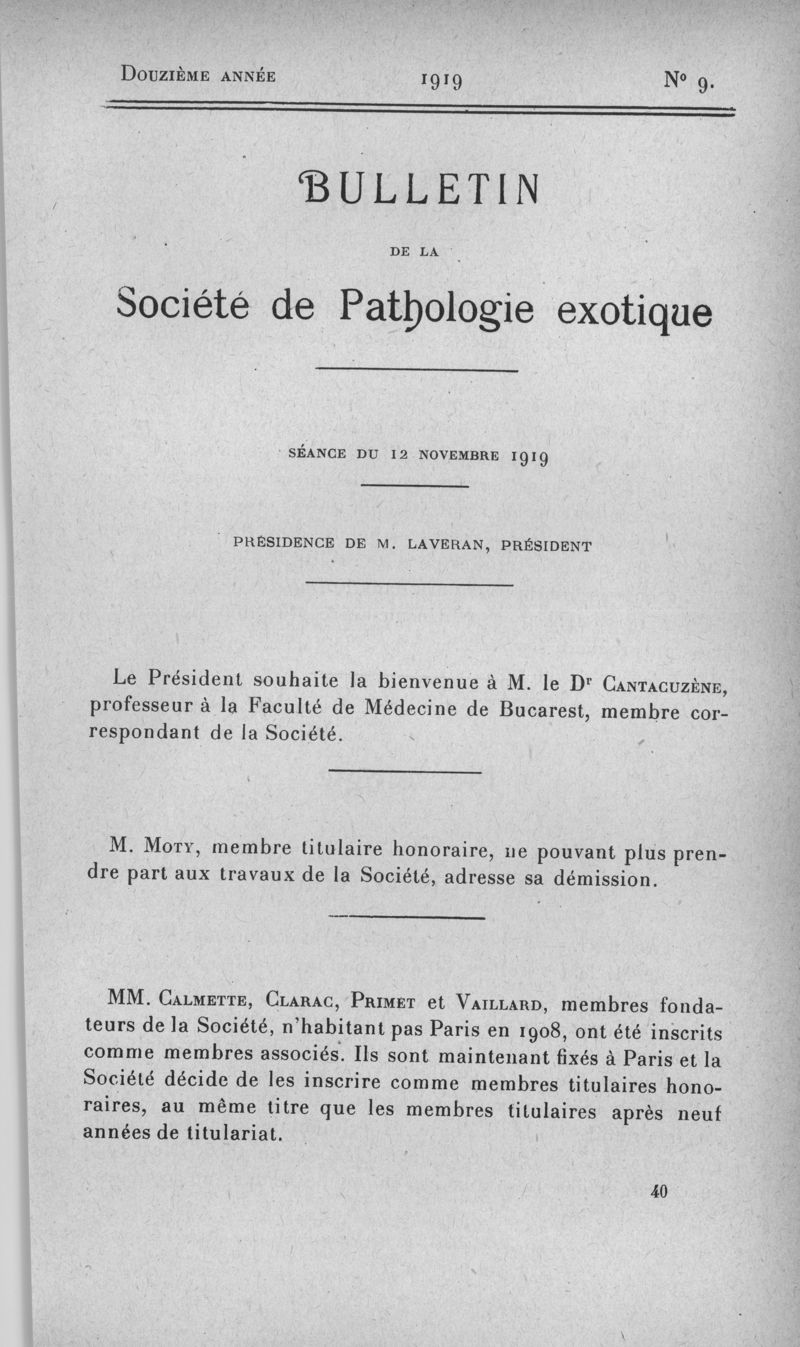 Douzième année 1919 N° 9.
BULLETIN
DE LA
Société de Pathologie exotique
SÉANCE DU 12 NOVEMBRE 1919
PRÉSIDENCE DE M. LAVERAN, PRÉSIDENT
Le Président souhaite la bienvenue à M. le Dr Cantacuzène,
professeur à la Faculté de Médecine de Bucarest, membre cor-
respondant de la Société.
M. Moty, membre titulaire honoraire, ne pouvant plus pren-
dre part aux travaux de la Société, adresse sa démission.
MM. Calmette, Clarac, Primet et Vaillard, membres fonda-
teurs de la Société, n'habitant pas Paris en 1908, ont été inscrits
comme membres associés. Ils sont maintenant fixés à Paris et la
Société décide de les inscrire comme membres titulaires hono-
raires, au même titre que les membres titulaires après neuf
années de titulariat.
40